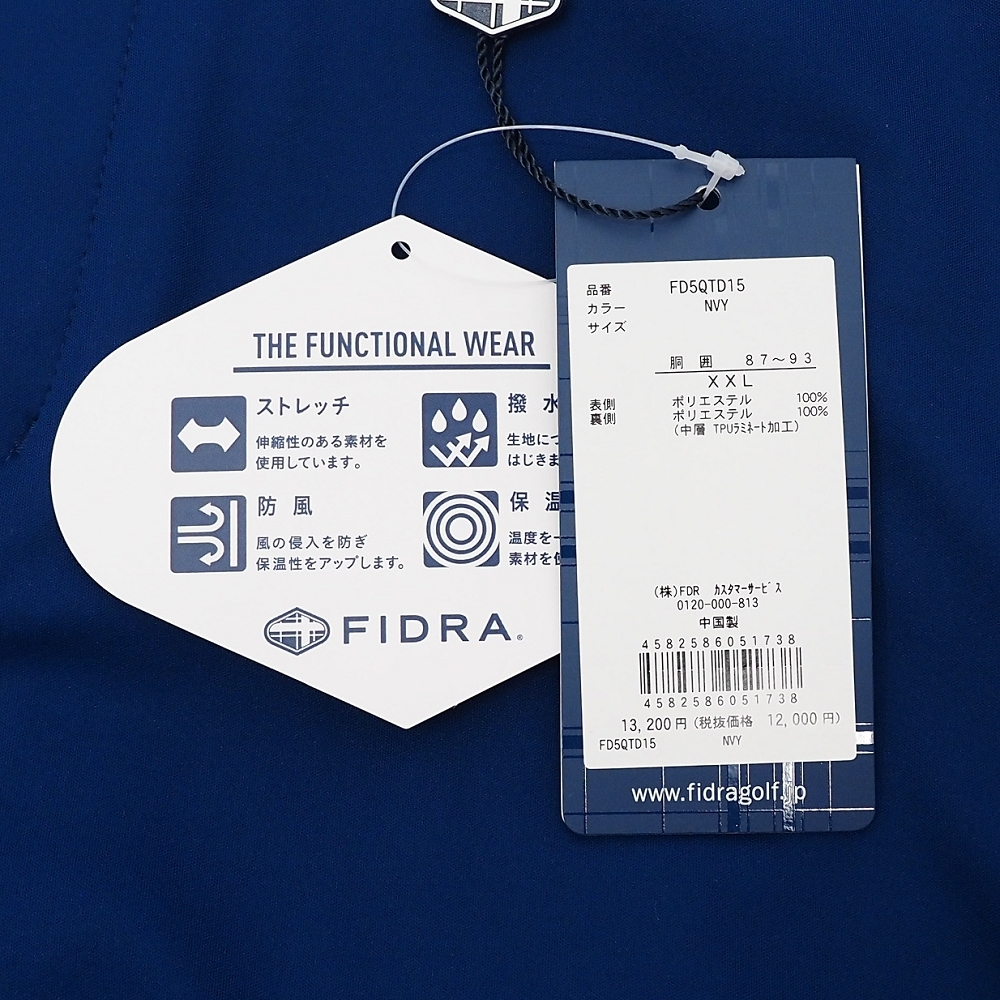 THE FUNCTIONAL WEAR
ストレッチ
伸縮性のある素材を
使用しています。
撥 水
生地に
はじきま
防 風
風の侵入を防ぎ
保温性をアップします。
保 温
温度を一
素材を使
FIDRA®
品番 FD5QTD15
カラー NVY
サイズ
胴 囲 87～93
XXL
表側 ポリエステル 100%
裏側 ポリエステル 100%
(中層 TPUラミネート加工)
(株)FDR カスタマーサービス
0120-000-813
中国製
4582586051738
4582586051738
13,200円 (税抜価格 12,000円)
FD5QTD15 NVY
www.fidragolf.jp